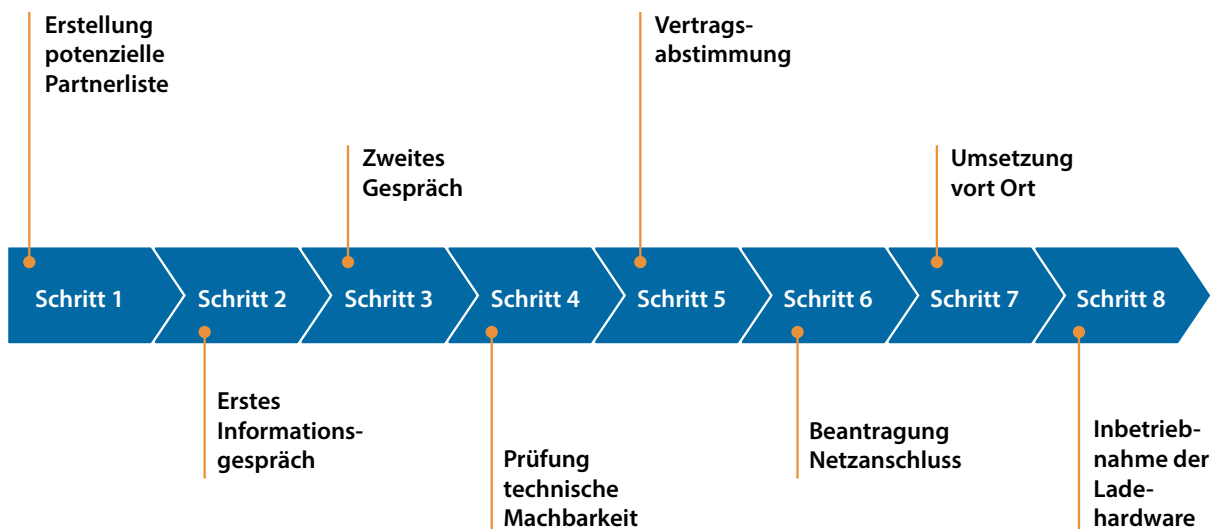 Erstellung
potenzielle
Partnerliste
Vertrags-
abstimmung
Zweites
Gespräch
Umsetzung
vort Ort
Schritt 1
Schritt 2
Schritt 3
Schritt 4
Schritt 5
Schritt 6
Schritt 7
Schritt 8
Erstes
Informations-
gespräch
Prüfung
technische
Machbarkeit
Beantragung
Netzanschluss
Inbetrieb-
nahme der
Lade-
hardware